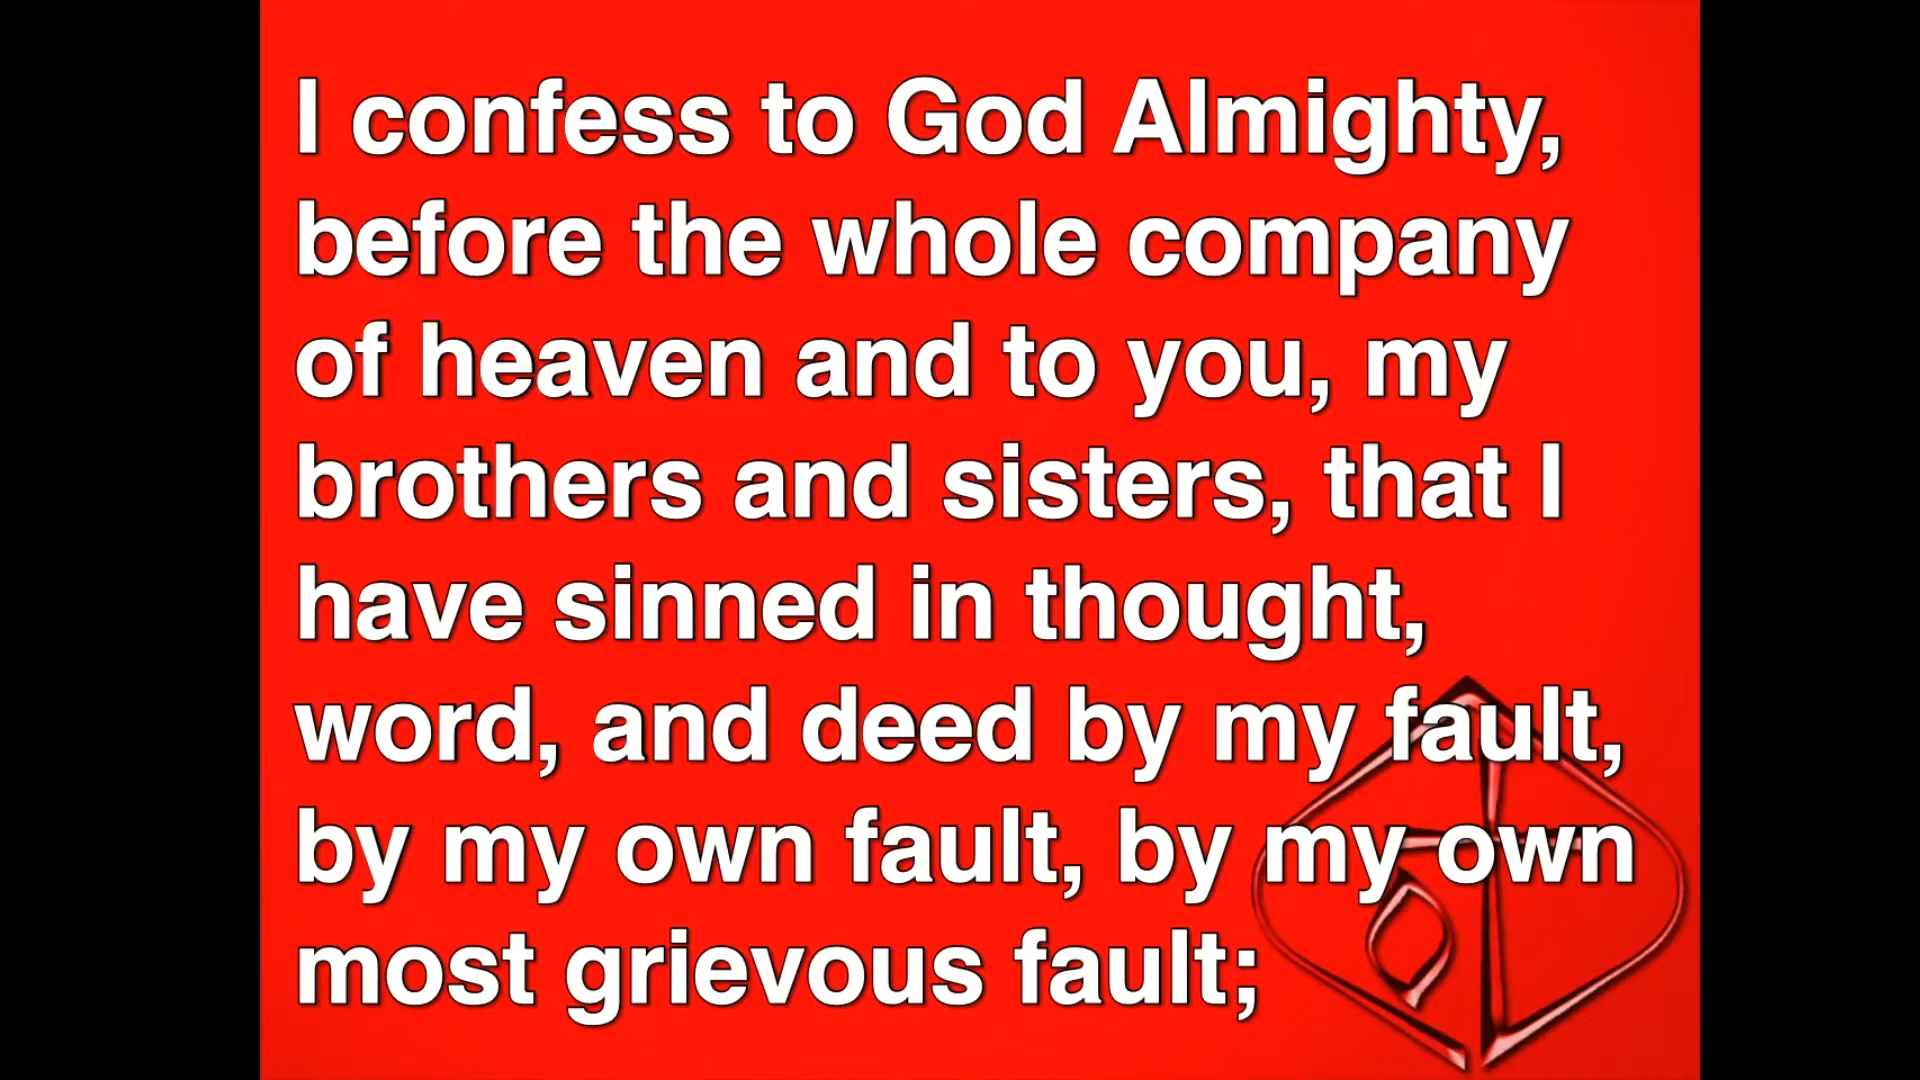 I confess to God Almighty,
before the whole company
of heaven and to you, my
brothers and sisters, that I
have sinned in thought,
word, and deed by my fault,
by my own fault, by my own
most grievous fault;